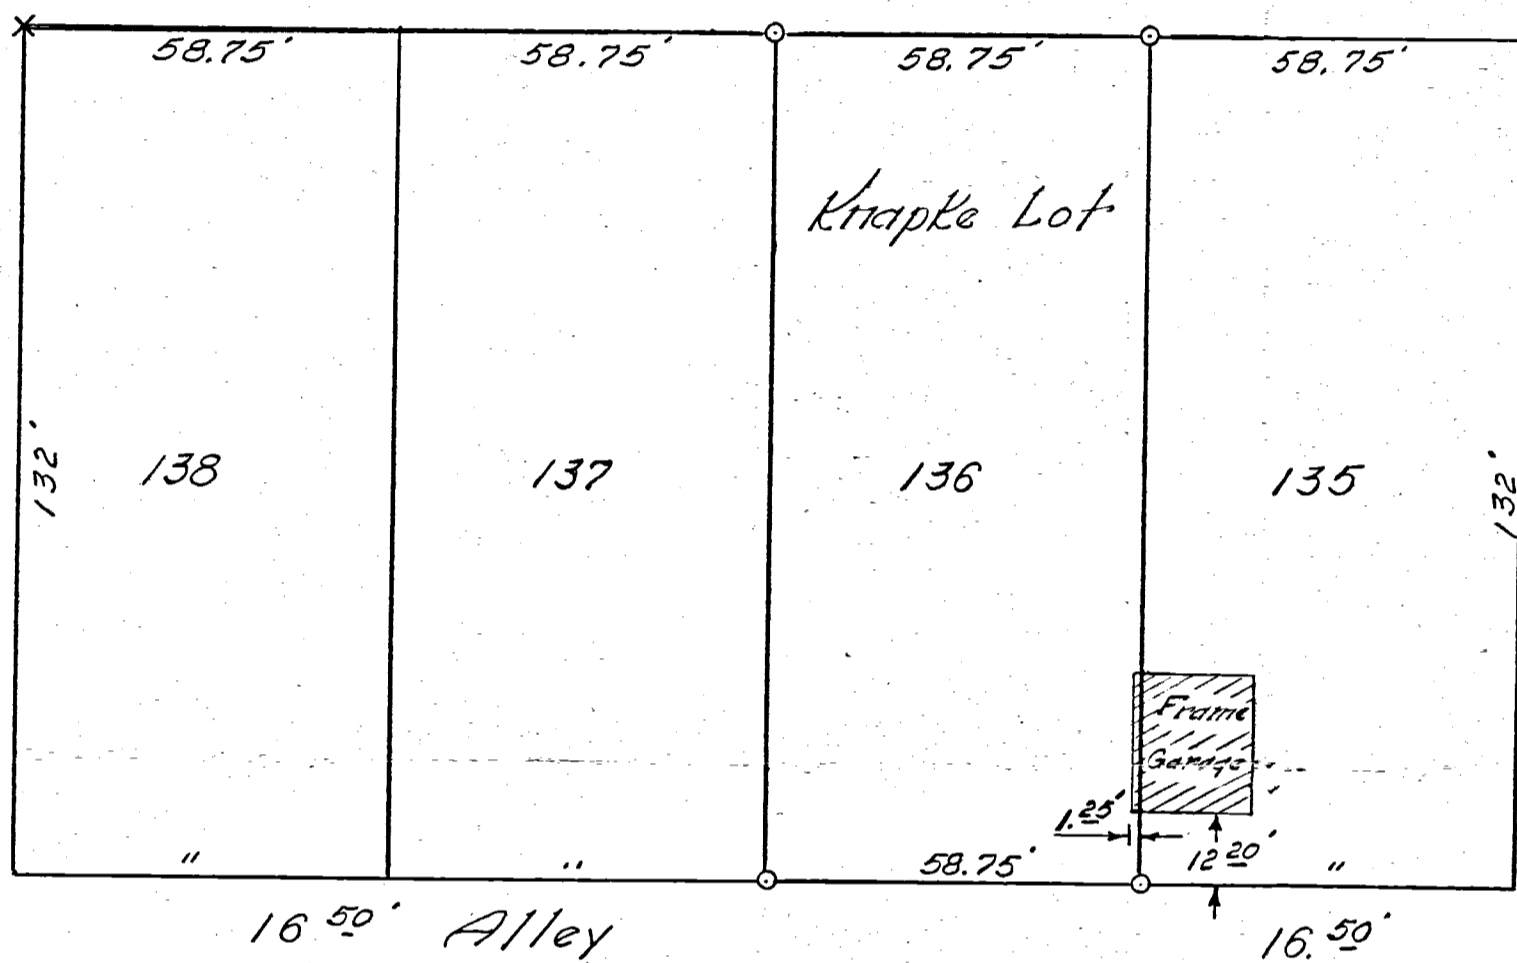 58.75' 58.75' 58.75' 58.75'
Knapke Lot
132' 138 137 136 135 132'
Frame
Garage
1.25'
" " 58.75' 12 20' "
16 50' Alley 16.50'